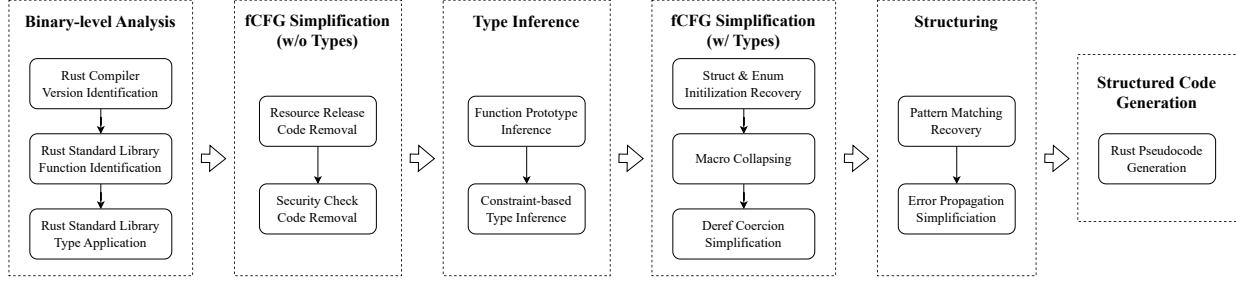 Binary-level Analysis
Rust Compiler
Version Identification
Rust Standard Library
Function Identification
Rust Standard Library
Type Application
fCFG Simplification
(w/o Types)
Resource Release
Code Removal
Security Check
Code Removal
Type Inference
Function Prototype
Inference
Constraint-based
Type Inference
fCFG Simplification
(w/ Types)
Struct & Enum
Initilization Recovery
Macro Collapsing
Deref Coercion
Simplification
Structuring
Pattern Matching
Recovery
Error Propagation
Simplificiation
Structured Code
Generation
Rust Pseudocode
Generation